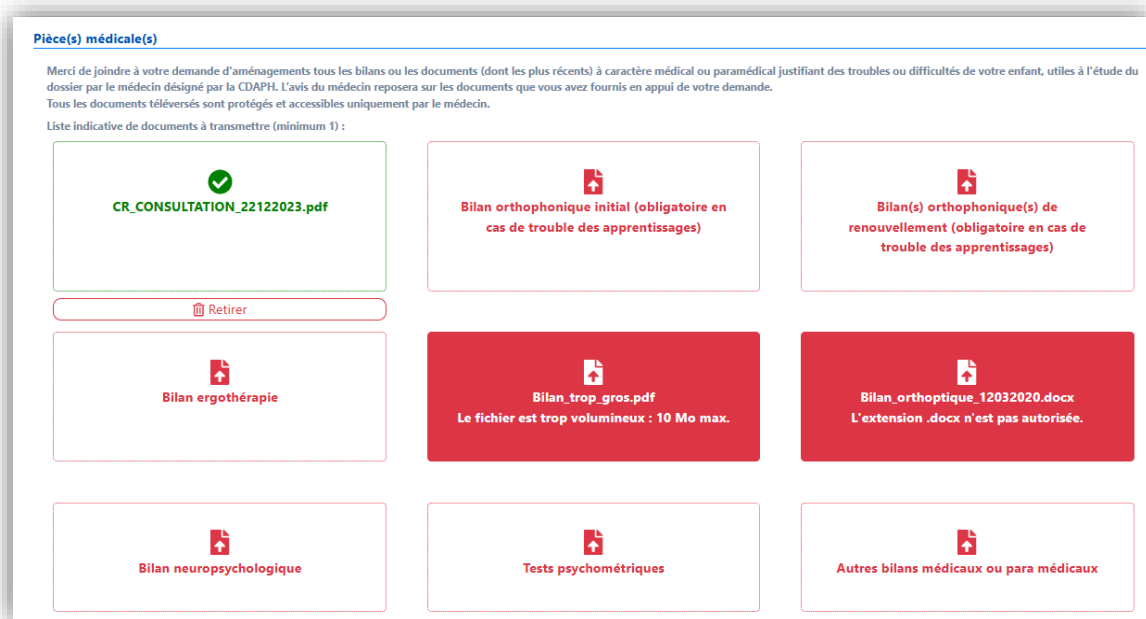 Pièce(s) médicale(s)
Merci de joindre à votre demande d'aménagements tous les bilans ou les documents (dont les plus récents) à caractère médical ou paramédical justifiant des troubles ou difficultés de votre enfant, utiles à l'étude du
dossier par le médecin désigné par la CDAPH. L'avis du médecin reposera sur les documents que vous avez fournis en appui de votre demande.
Tous les documents téléversés sont protégés et accessibles uniquement par le médecin.
Liste indicative de documents à transmettre (minimum 1) :
CR_CONSULTATION_22122023.pdf
Retirer
Bilan orthophonique initial (obligatoire en
cas de trouble des apprentissages)
Bilan(s) orthophonique(s) de
renouvellement (obligatoire en cas de
trouble des apprentissages)
Bilan ergothérapie
Bilan_trop_gros.pdf
Le fichier est trop volumineux : 10 Mo max.
Bilan_orthoptique_12032020.docx
L'extension .docx n'est pas autorisée.
Bilan neuropsychologique
Tests psychométriques
Autres bilans médicaux ou para médicaux